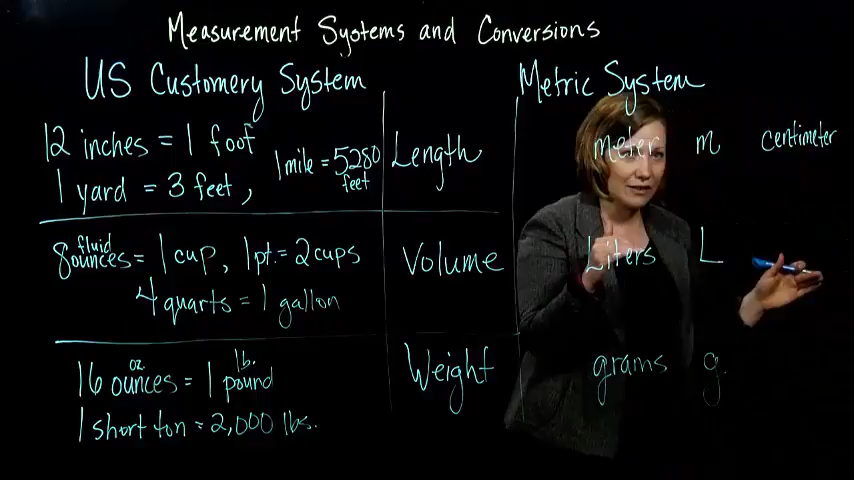 Measurement Systems and Conversions
US Customery System
Metric System
12 inches = 1 foot
1 yard = 3 feet,
1 mile = 5280 feet
Length
meter m centimeter
8 fluid ounces = 1 cup, 1 pt. = 2 cups
4 quarts = 1 gallon
Volume
Liters L
16 ounces oz. = 1 pound lb.
1 short ton = 2,000 lbs.
Weight
grams g.